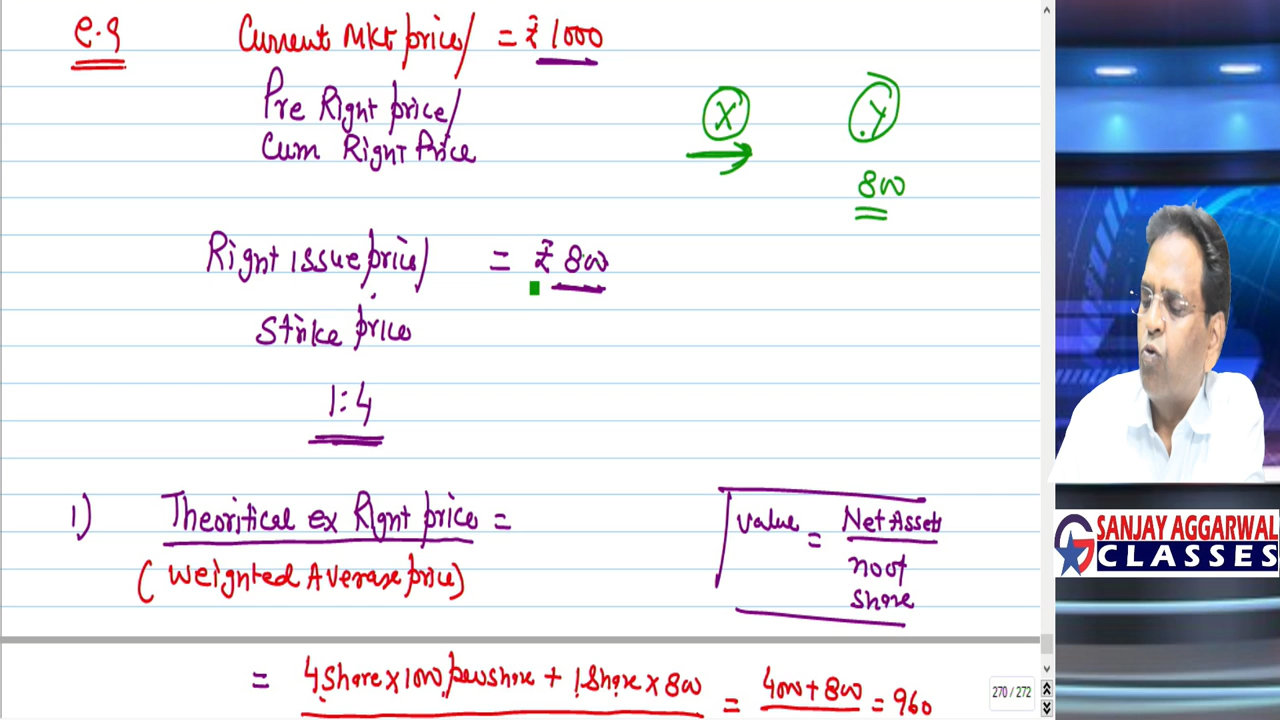 e.g Current Mkt price/ = ₹ 1000
Pre Right price/
Cum Right Price
X Y
800
Right Issue price/ = ₹ 800
Strike price
1:4
1) Theoritical ex Right price =
(Weighted Average price)
Value = Net Assets
no of
Share
= 4 Share x 1000 per share + 1 Share x 800 = 4000 + 800 = 960
SANJAY AGGARWAL
CLASSES
270 / 272